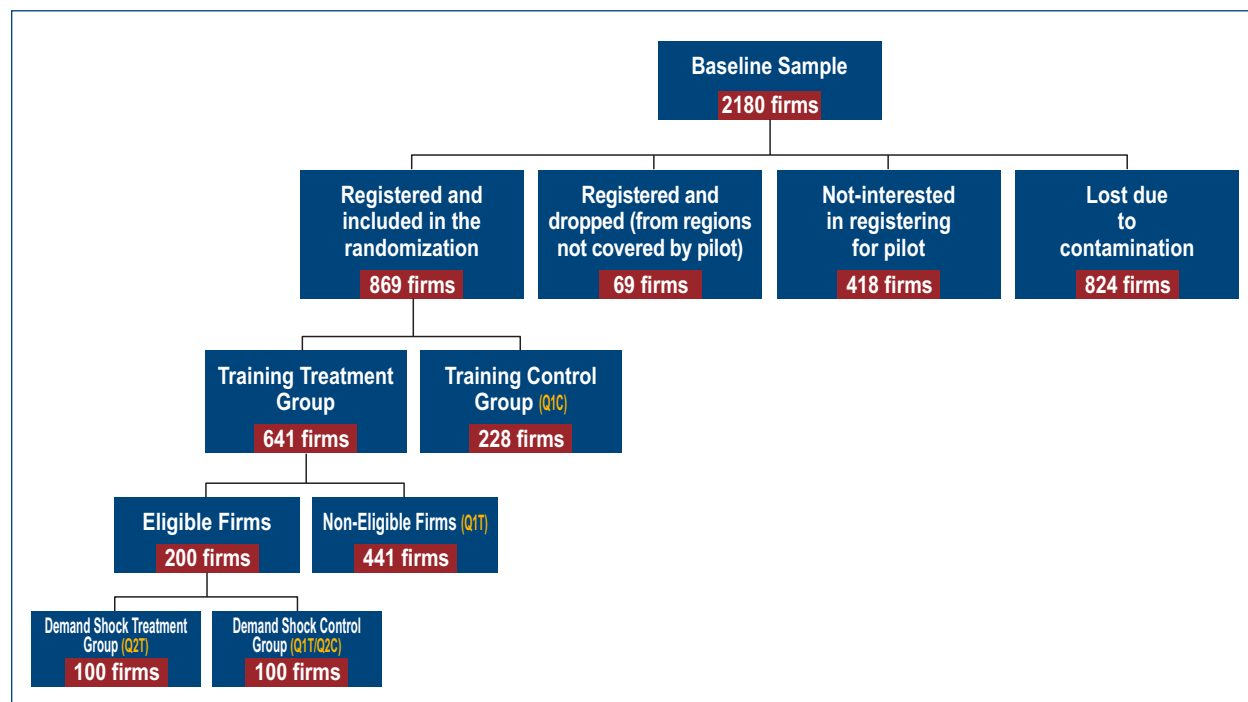 Baseline Sample
2180 firms
Registered and
included in the
randomization
869 firms
Registered and
dropped (from regions
not covered by pilot)
69 firms
Not-interested
in registering
for pilot
418 firms
Lost due
to
contamination
824 firms
Training Treatment
Group
641 firms
Training Control
Group (Q1C)
228 firms
Eligible Firms
200 firms
Non-Eligible Firms (Q1T)
441 firms
Demand Shock Treatment
Group (Q2T)
100 firms
Demand Shock Control
Group (Q1T/Q2C)
100 firms